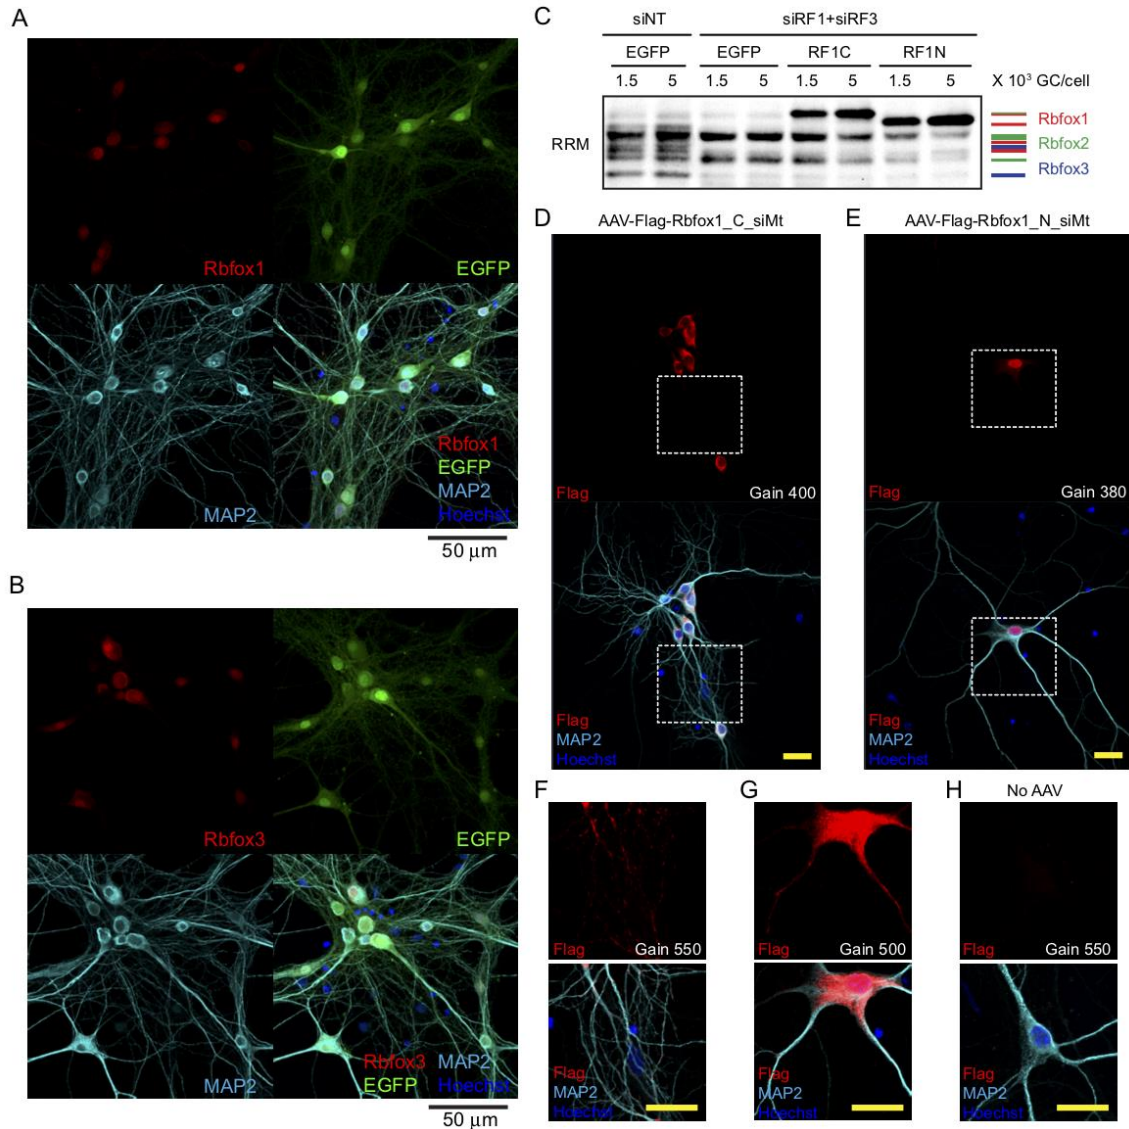 A
Rbfox1
EGFP
MAP2
Rbfox1
EGFP
MAP2
Hoechst
50 µm
B
Rbfox3
EGFP
MAP2
Rbfox3 MAP2
EGFP Hoechst
50 µm
C
siNT siRF1+siRF3
EGFP EGFP RF1C RF1N
1.5 5 1.5 5 1.5 5 1.5 5 X 10³ GC/cell
RRM
Rbfox1
Rbfox2
Rbfox3
D AAV-Flag-Rbfox1_C_siMt
Flag Gain 400
Flag
MAP2
Hoechst
E AAV-Flag-Rbfox1_N_siMt
Flag Gain 380
Flag
MAP2
Hoechst
F
Flag Gain 550
Flag
MAP2
Hoechst
G
Flag Gain 500
Flag
MAP2
Hoechst
H No AAV
Flag Gain 550
Flag
MAP2
Hoechst